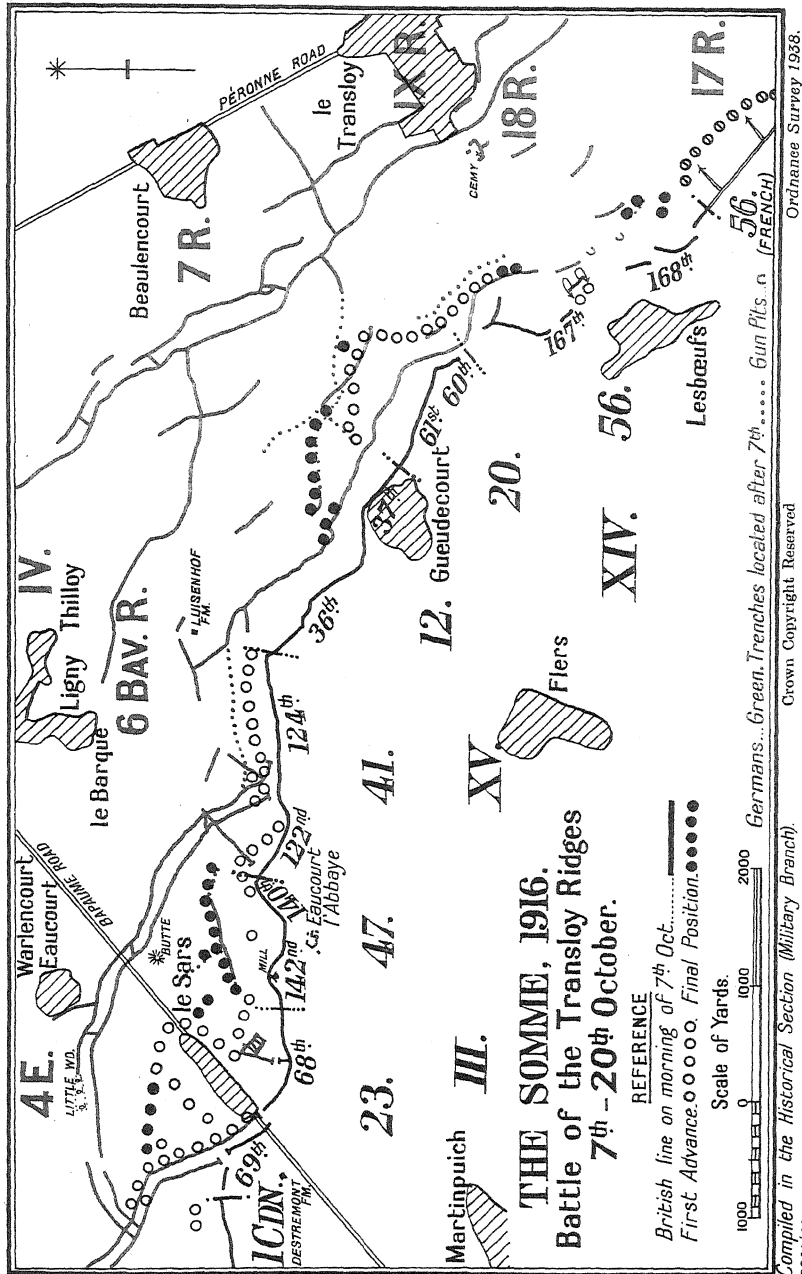 PÉRONNE ROAD
le
Transloy
IX R.
Beaulencourt
7 R.
18 R.
17 R.
CEMY
IV.
Ligny Thilloy
le Barque
6 BAV. R.
LUISENHOF
FM.
Warlencourt
Eaucourt
BAPAUME ROAD
BUTTE
4 E.
LITTLE WD.
le Sars
MILL
Eaucourt
l'Abbaye
1 CDN.
DESTREMONT
FM.
69th
68th
142nd
140th
122nd
124th
36th
37th
61st
60th
167th
168th
56.
(FRENCH)
Gueudecourt
Lesbœufs
23.
47.
41.
12.
20.
56.
III.
XV
XIV.
Flers
Martinpuich
THE SOMME, 1916.
Battle of the Transloy Ridges
7th – 20th October.
REFERENCE
British line on morning of 7th Oct.
First Advance. Final Position.
Scale of Yards.
1000 0 1000 2000
Germans...Green. Trenches located after 7th..... Gun Pits..
Compiled in the Historical Section (Military Branch).
Crown Copyright Reserved
Ordnance Survey 1938.